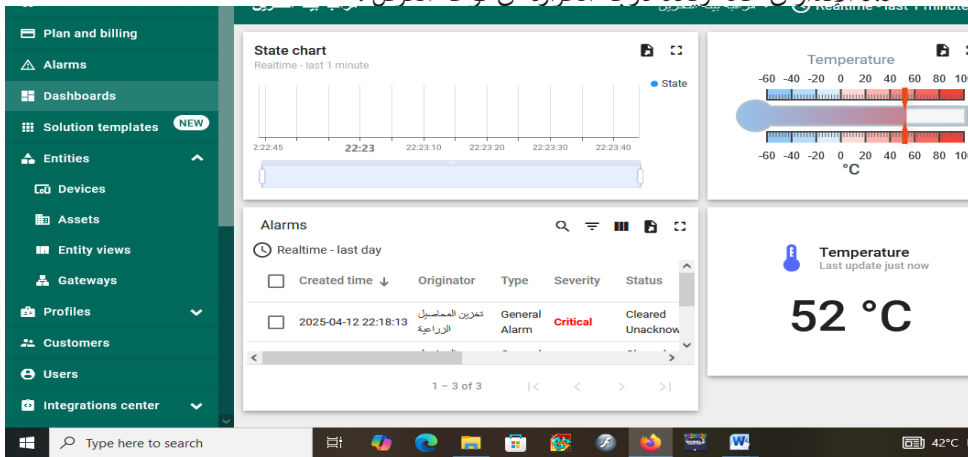 Plan and billing
Alarms
Dashboards
Solution templates NEW
Entities
Devices
Assets
Entity views
Gateways
Profiles
Customers
Users
Integrations center
State chart
Realtime - last 1 minute
State
2:22:45 22:23 22:23:10 22:23:20 22:23:30 22:23:40
Alarms
Realtime - last day
Created time ↓ Originator Type Severity Status
2025-04-12 22:18:13 تخزين المحاصيل الزراعية General Alarm Critical Cleared Unacknow
1 – 3 of 3
Realtime - last 1 minute
Temperature
-60 -40 -20 0 20 40 60 80 100
-60 -40 -20 0 20 40 60 80 100
°C
Temperature
Last update just now
52 °C
Type here to search
42°C